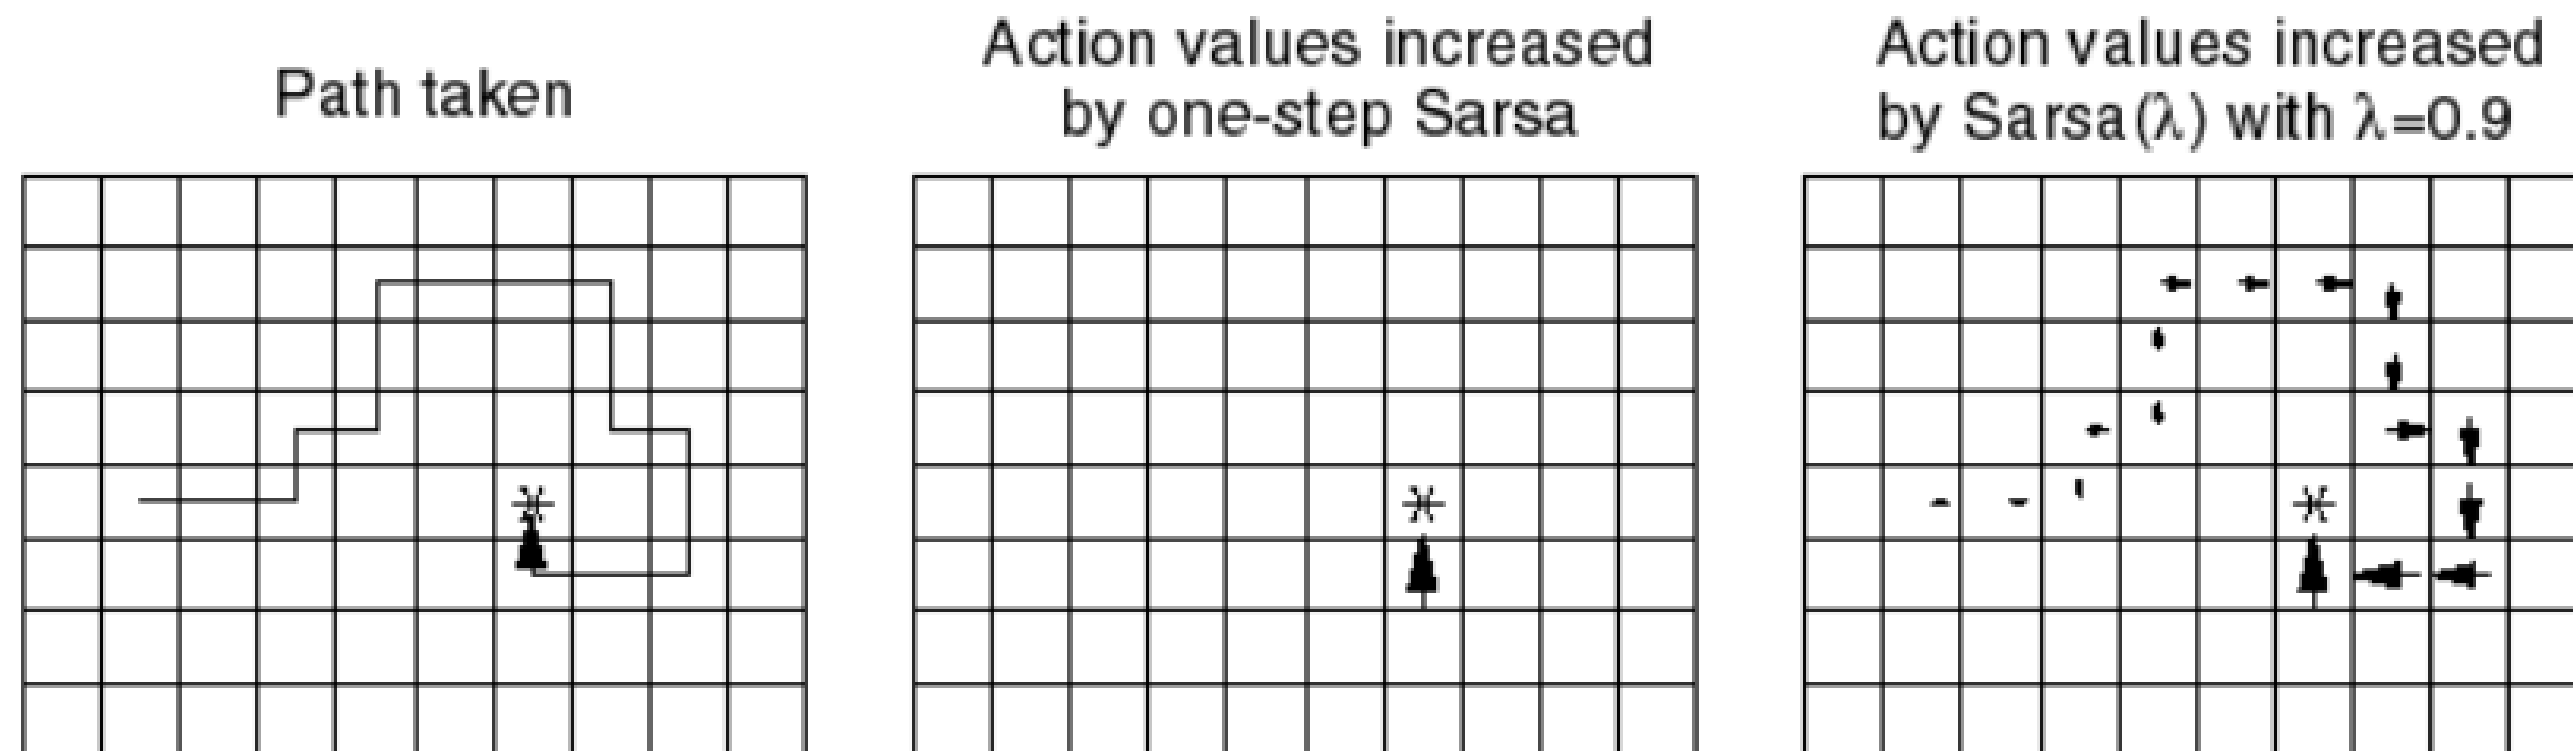 Path taken
Action values increased
by one-step Sarsa
Action values increased
by Sarsa(λ) with λ=0.9